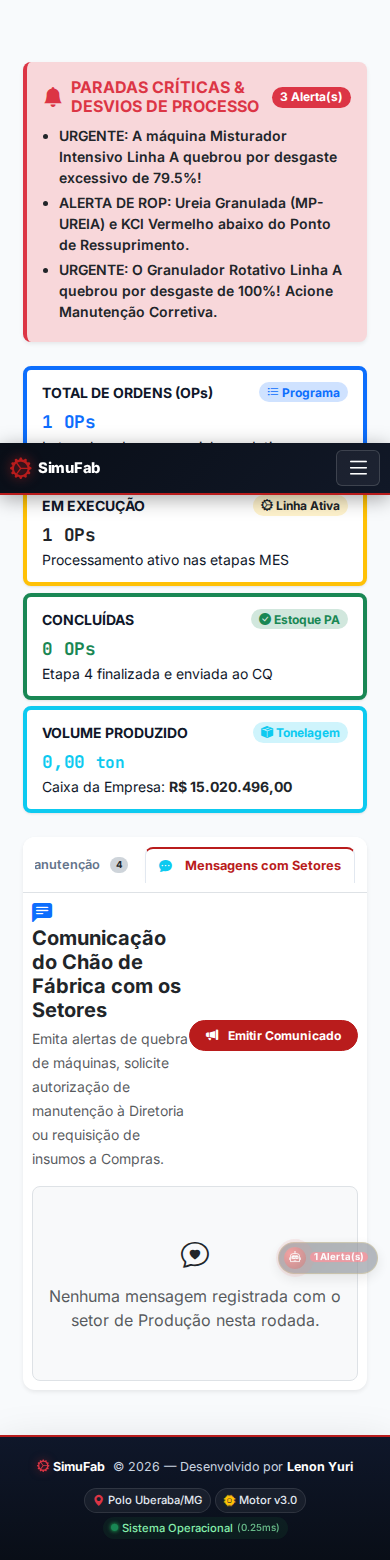 PARADAS CRÍTICAS &
DESVIOS DE PROCESSO
3 Alerta(s)
URGENTE: A máquina Misturador
Intensivo Linha A quebrou por desgaste
excessivo de 79.5%!
ALERTA DE ROP: Ureia Granulada (MP-
UREIA) e KCl Vermelho abaixo do Ponto
de Ressuprimento.
URGENTE: O Granulador Rotativo Linha A
quebrou por desgaste de 100%! Acione
Manutenção Corretiva.
TOTAL DE ORDENS (OPs)
Programa
1 OPs
SimuFab
EM EXECUÇÃO
Linha Ativa
1 OPs
Processamento ativo nas etapas MES
CONCLUÍDAS
Estoque PA
0 OPs
Etapa 4 finalizada e enviada ao CQ
VOLUME PRODUZIDO
Tonelagem
0,00 ton
Caixa da Empresa: R$ 15.020.496,00
anutenção 4
Mensagens com Setores
Comunicação
do Chão de
Fábrica com os
Setores
Emita alertas de quebra
de máquinas, solicite
autorização de
manutenção à Diretoria
ou requisição de
insumos a Compras.
Emitir Comunicado
1 Alerta(s)
Nenhuma mensagem registrada com o
setor de Produção nesta rodada.
SimuFab © 2026 — Desenvolvido por Lenon Yuri
Polo Uberaba/MG
Motor v3.0
Sistema Operacional (0.25ms)